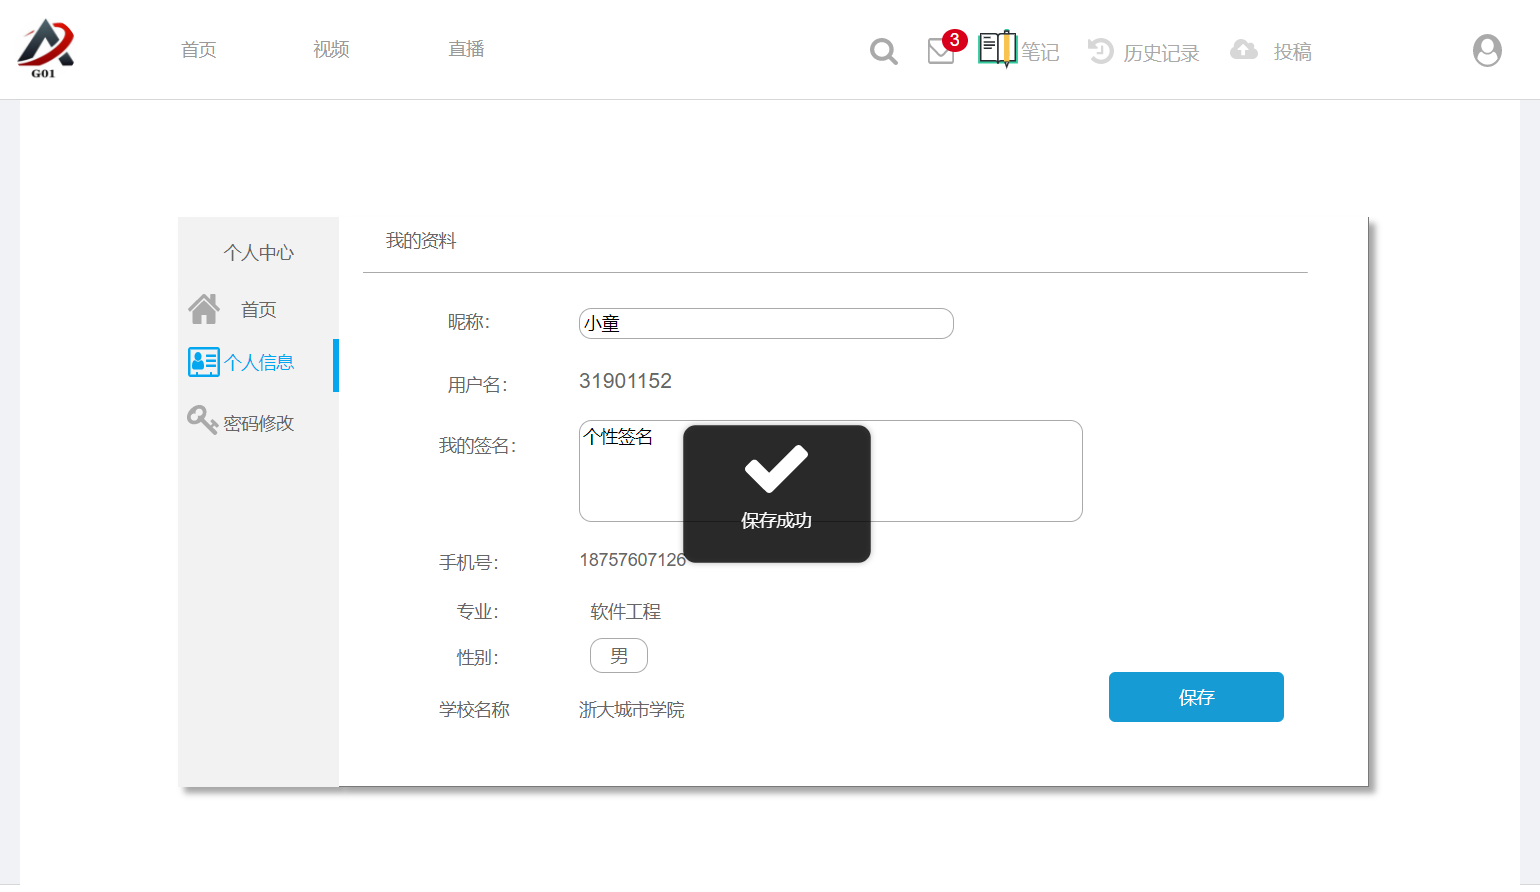 G01
首页
视频
直播
3
笔记
历史记录
投稿
个人中心
首页
个人信息
密码修改
我的资料
昵称：
小童
用户名：
31901152
我的签名：
个性签名
保存成功
手机号：
18757607126
专业：
软件工程
性别：
男
学校名称
浙大城市学院
保存